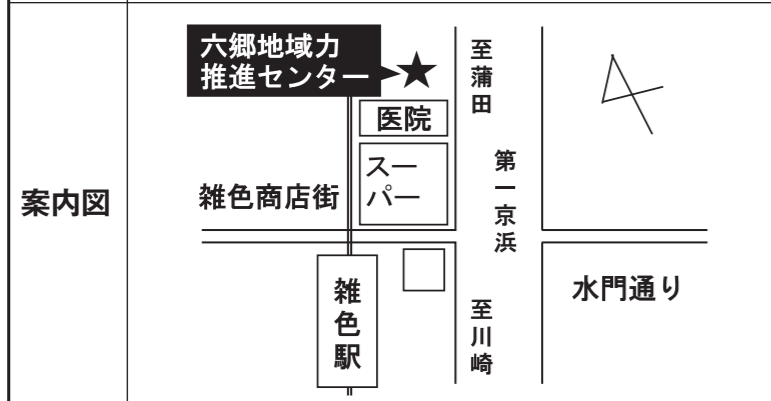 案内図
六郷地域力
推進センター
医院
スー
パー
雑色商店街
雑色駅
至蒲田
第一京浜
至川崎
水門通り